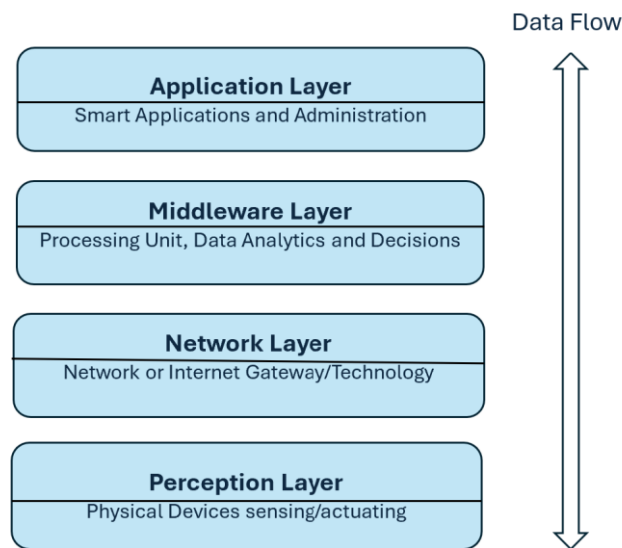 Data Flow
Application Layer
Smart Applications and Administration
Middleware Layer
Processing Unit, Data Analytics and Decisions
Network Layer
Network or Internet Gateway/Technology
Perception Layer
Physical Devices sensing/actuating